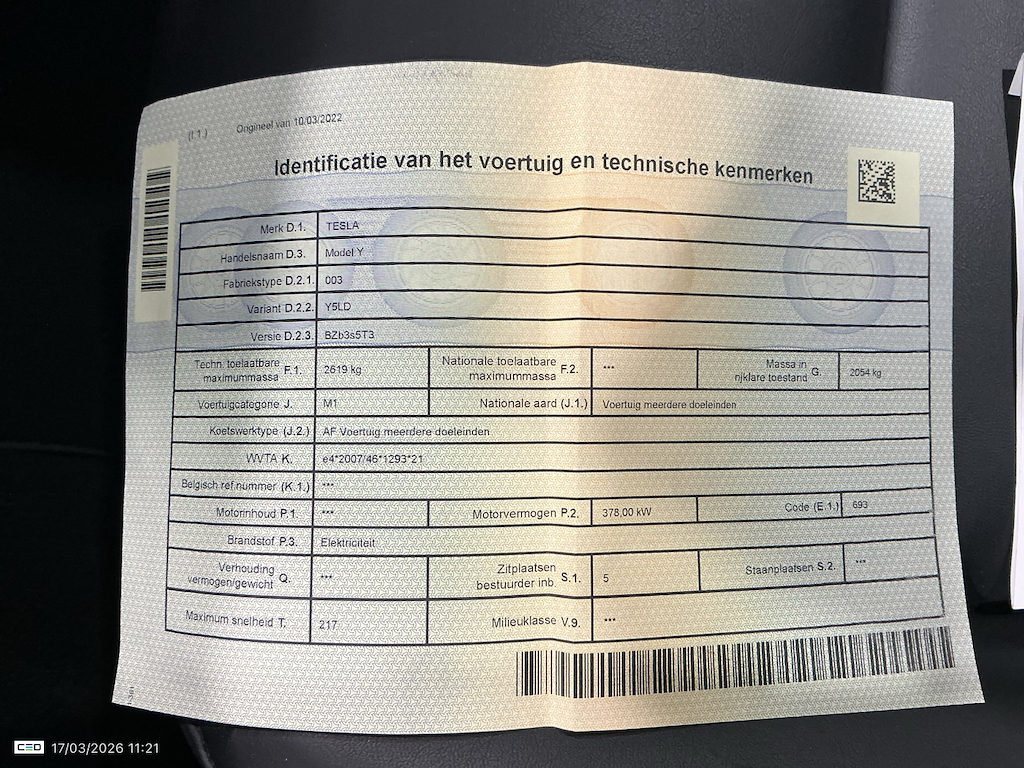 (I.1.) Origineel van 10/03/2022
Identificatie van het voertuig en technische kenmerken
Merk D.1. TESLA
Handelsnaam D.3. Model Y
Fabriekstype D.2.1. 003
Variant D.2.2. Y5LD
Versie D.2.3. BZb3s5T3
Techn. toelaatbare maximummassa F.1. 2619 kg Nationale toelaatbare maximummassa F.2. *** Massa in rijklare toestand G. 2054 kg
Voertuigcategorie J. M1 Nationale aard (J.1.) Voertuig meerdere doeleinden
Koetswerktype (J.2.) AF Voertuig meerdere doeleinden
WVTA K. e4*2007/46*1293*21
Belgisch ref.nummer (K.1.) ***
Motorinhoud P.1. *** Motorvermogen P.2. 378,00 kW Code (E.1.) 693
Brandstof P.3. Elektriciteit
Verhouding vermogen/gewicht Q. *** Zitplaatsen bestuurder inb. S.1. 5 Staanplaatsen S.2. ***
Maximum snelheid T. 217 Milieuklasse V.9. ***
CEO 17/03/2026 11:21